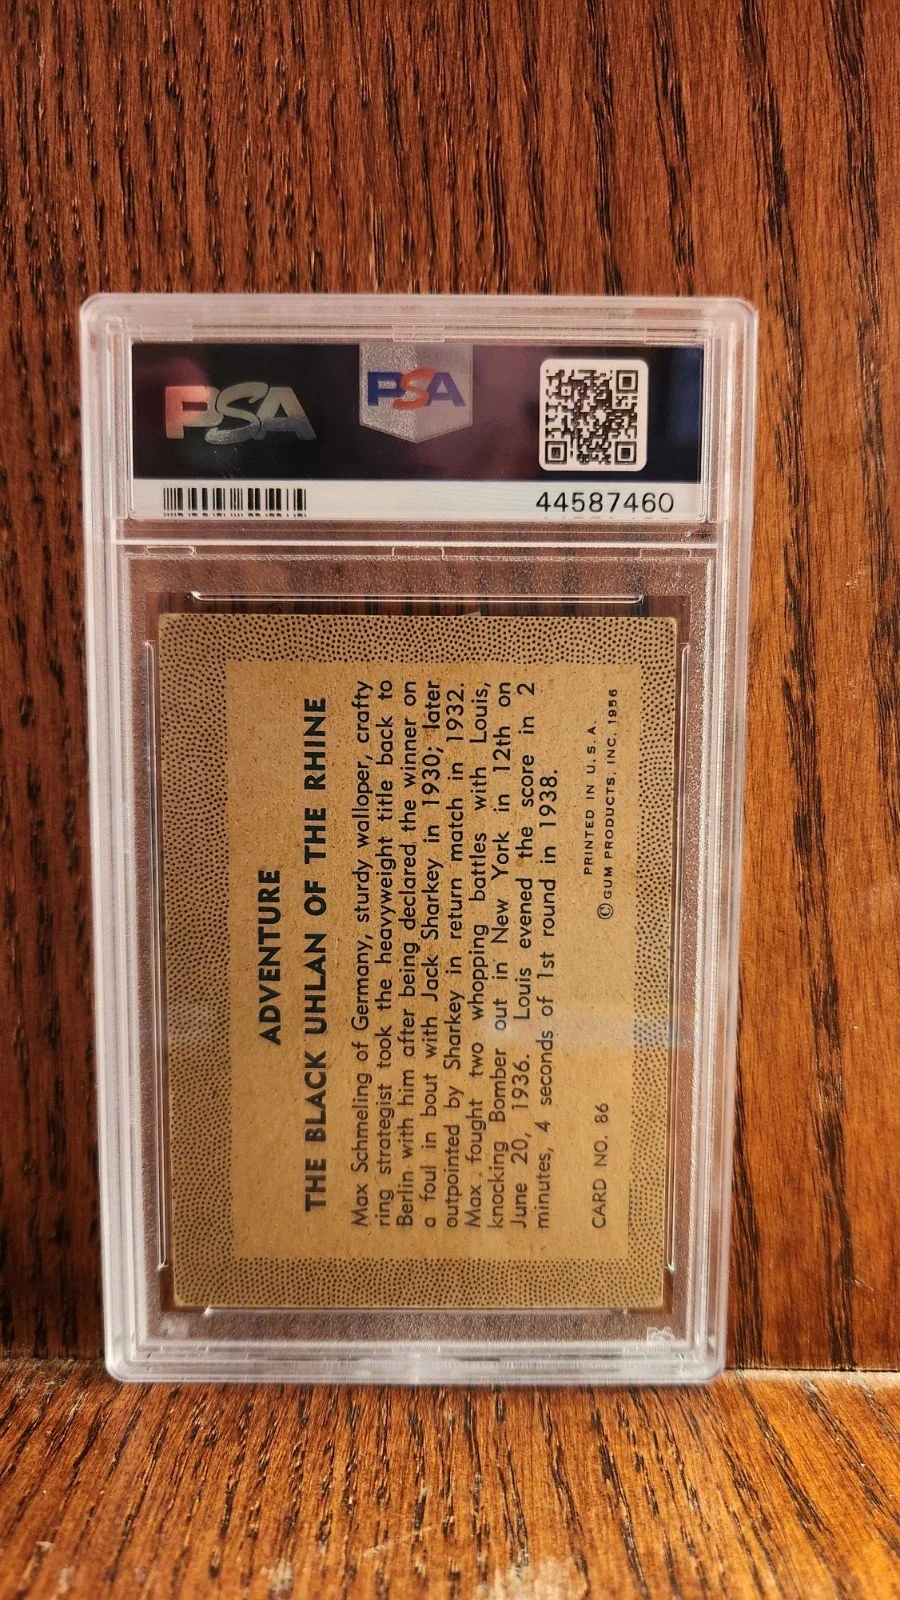 PSA
PSA
44587460
ADVENTURE
THE BLACK UHLAN OF THE RHINE
Max Schmeling of Germany, sturdy walloper, crafty
ring strategist took the heavyweight title back to
Berlin with him after being declared the winner on
a foul in bout with Jack Sharkey in 1930; later
outpointed by Sharkey in return match in 1932.
Max fought two whopping battles with Louis,
knocking Bomber out in New York in 12th on
June 20, 1936. Louis evened the score in 2
minutes, 4 seconds of 1st round in 1938.
PRINTED IN U. S. A.
CARD NO. 86
© GUM PRODUCTS INC. 1956